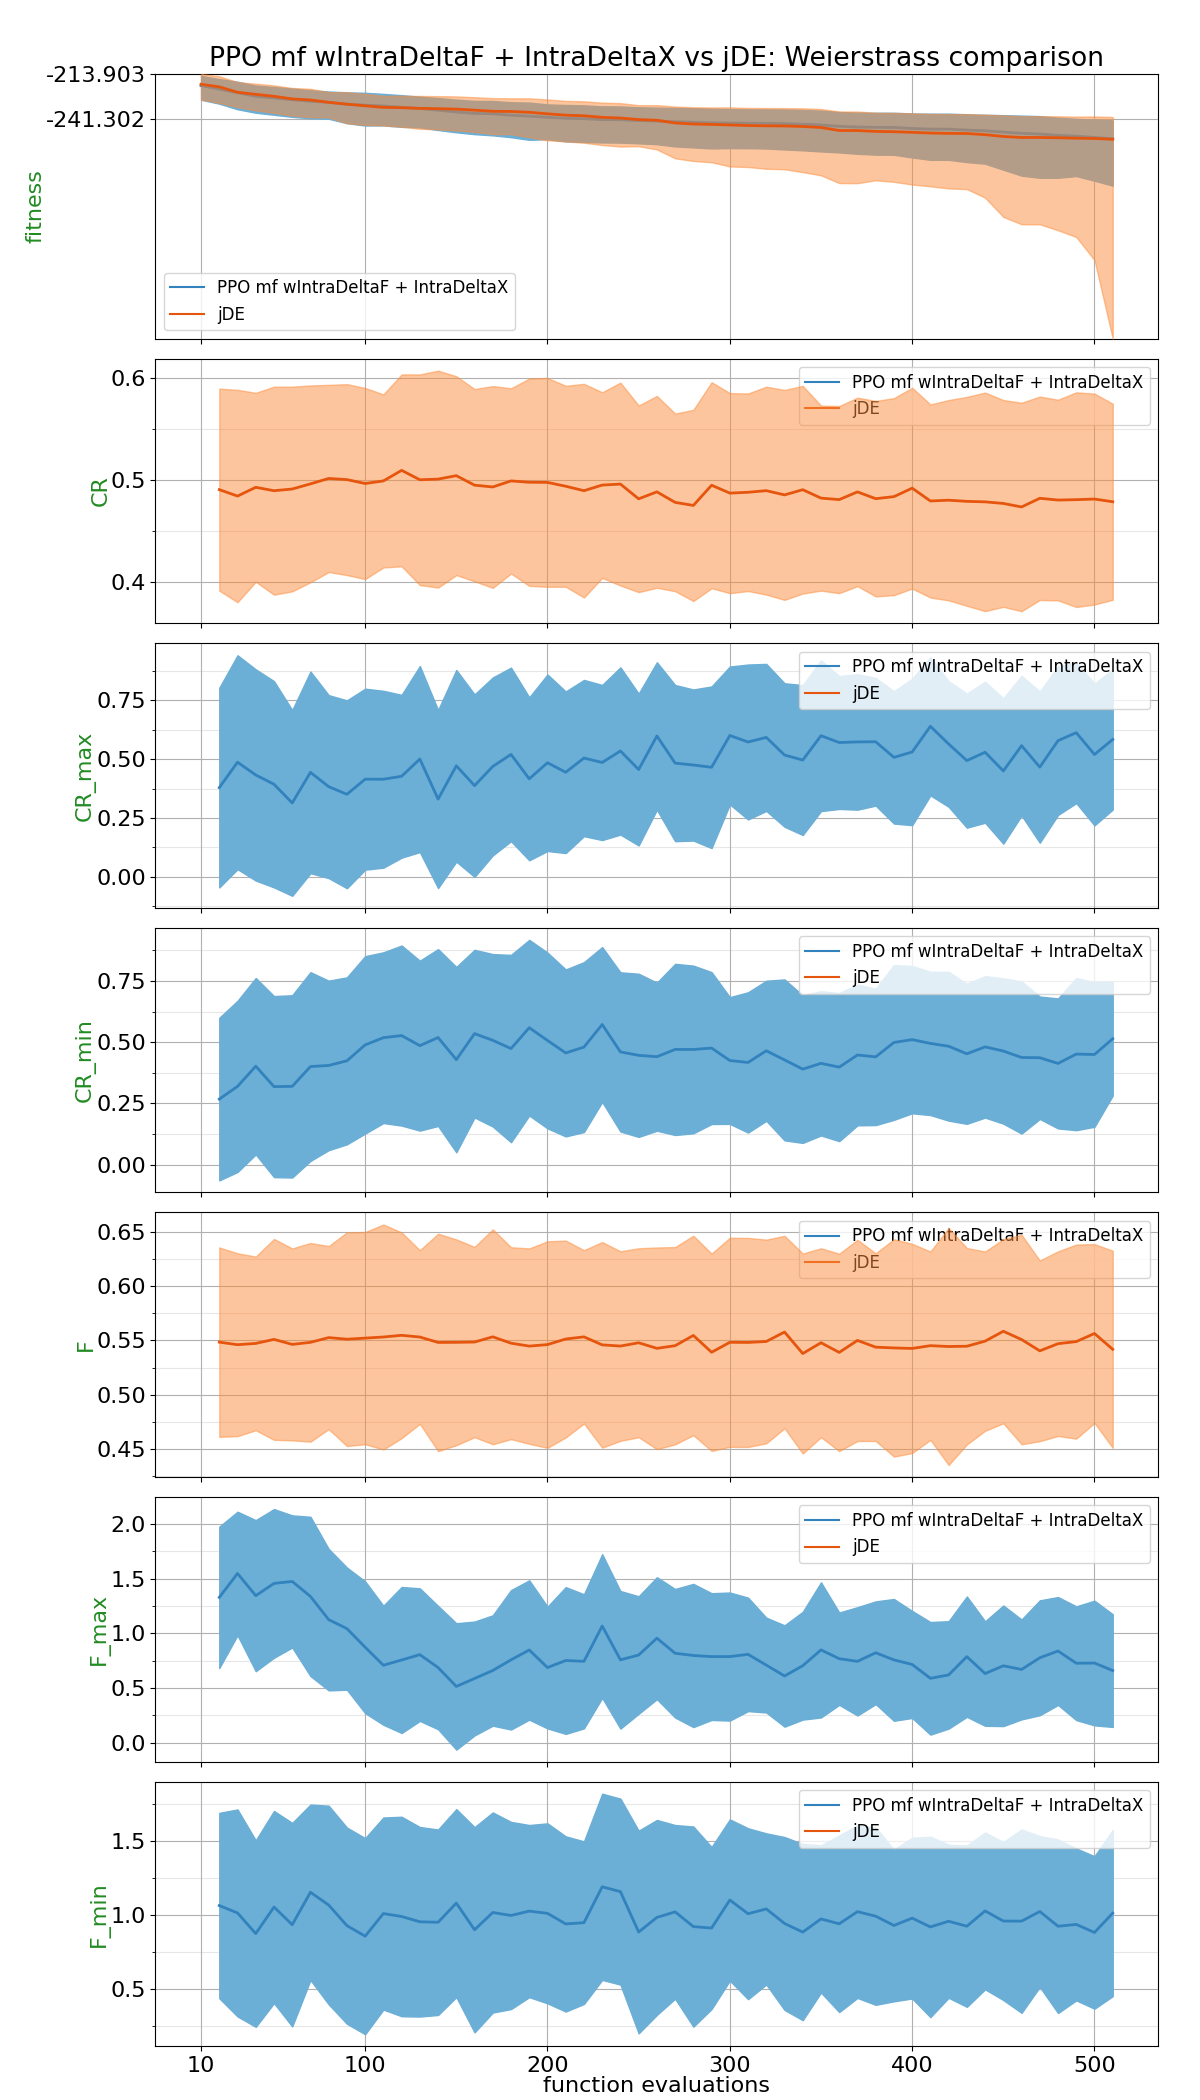 PPO mf wIntraDeltaF + IntraDeltaX vs jDE: Weierstrass comparison
-213.903
-241.302
fitness
PPO mf wIntraDeltaF + IntraDeltaX
jDE
0.6
0.5
0.4
CR
PPO mf wIntraDeltaF + IntraDeltaX
jDE
0.75
0.50
0.25
0.00
CR_max
PPO mf wIntraDeltaF + IntraDeltaX
jDE
0.75
0.50
0.25
0.00
CR_min
PPO mf wIntraDeltaF + IntraDeltaX
jDE
0.65
0.60
0.55
0.50
0.45
F
PPO mf wIntraDeltaF + IntraDeltaX
jDE
2.0
1.5
1.0
0.5
0.0
F_max
PPO mf wIntraDeltaF + IntraDeltaX
jDE
1.5
1.0
0.5
F_min
PPO mf wIntraDeltaF + IntraDeltaX
jDE
10 100 200 300 400 500
function evaluations